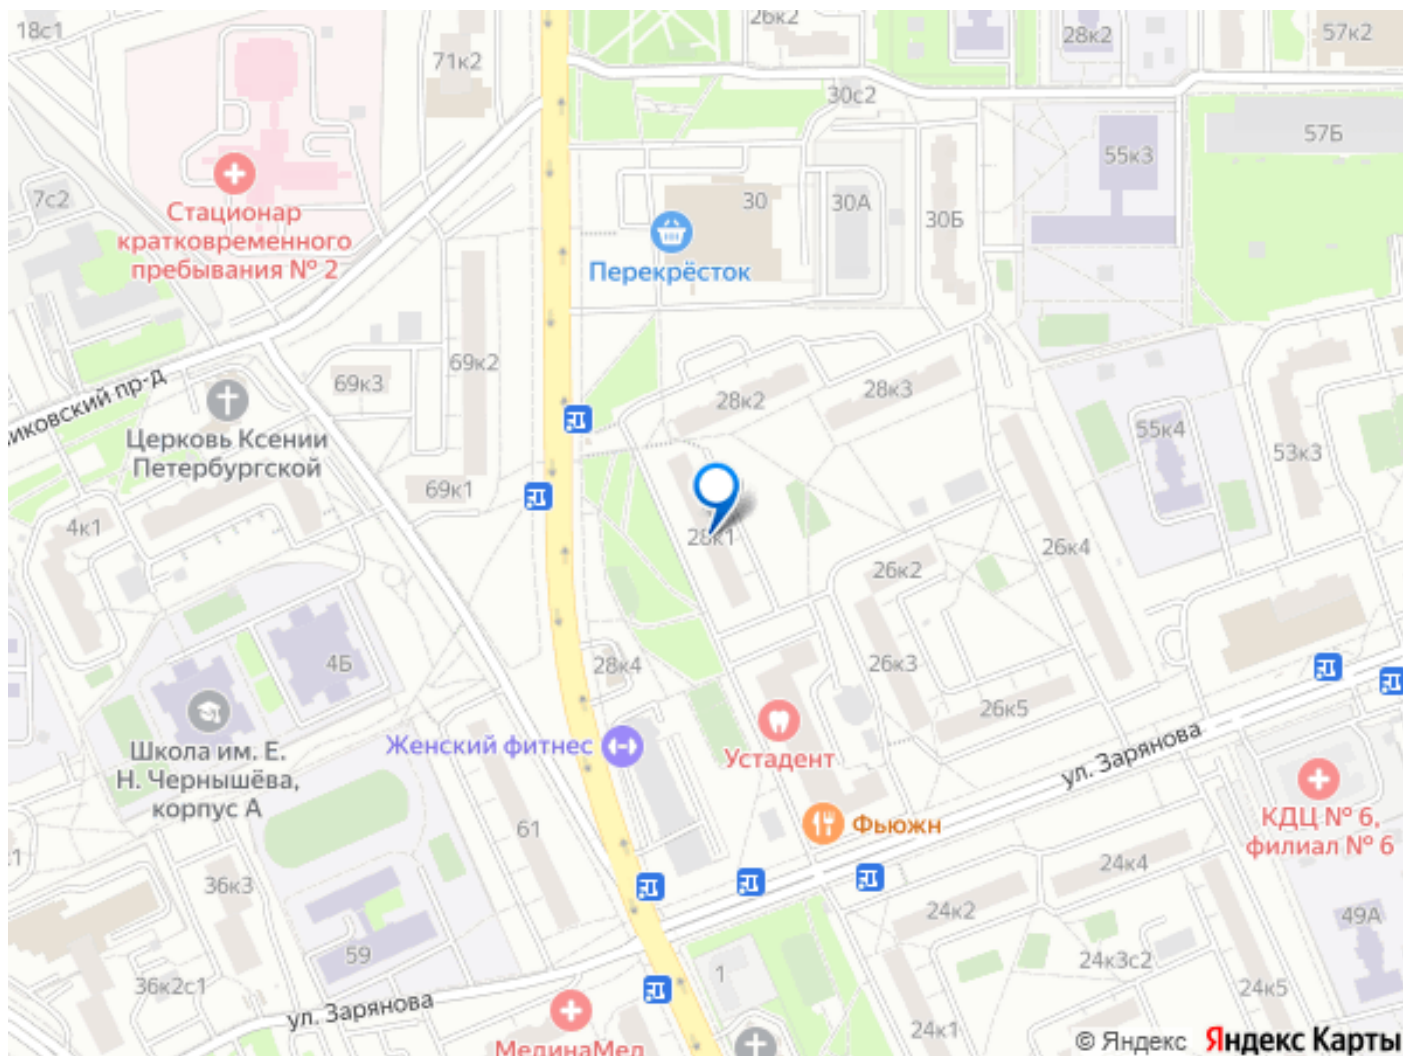 18с1
71к2
26к2
28к2
57к2
30с2
57Б
55к3
7с2
Стационар
кратковременного
пребывания № 2
30
30А
30Б
Перекрёсток
69к2
69к3
28к2
28к3
иковский пр-д
Церковь Ксении
Петербургской
55к4
53к3
69к1
4к1
28к1
26к4
26к2
4Б
28к4
26к3
26к5
Женский фитнес
Устадент
ул. Зарянова
Школа им. Е.
Н. Чернышёва,
корпус А
61
Фьюжн
КДЦ № 6,
филиал № 6
.1
36к3
24к4
24к2
49А
59
24к3с2
36к2с1
1
24к5
ул. Зарянова
24к1
МединаМед
© Яндекс Яндекс Карты